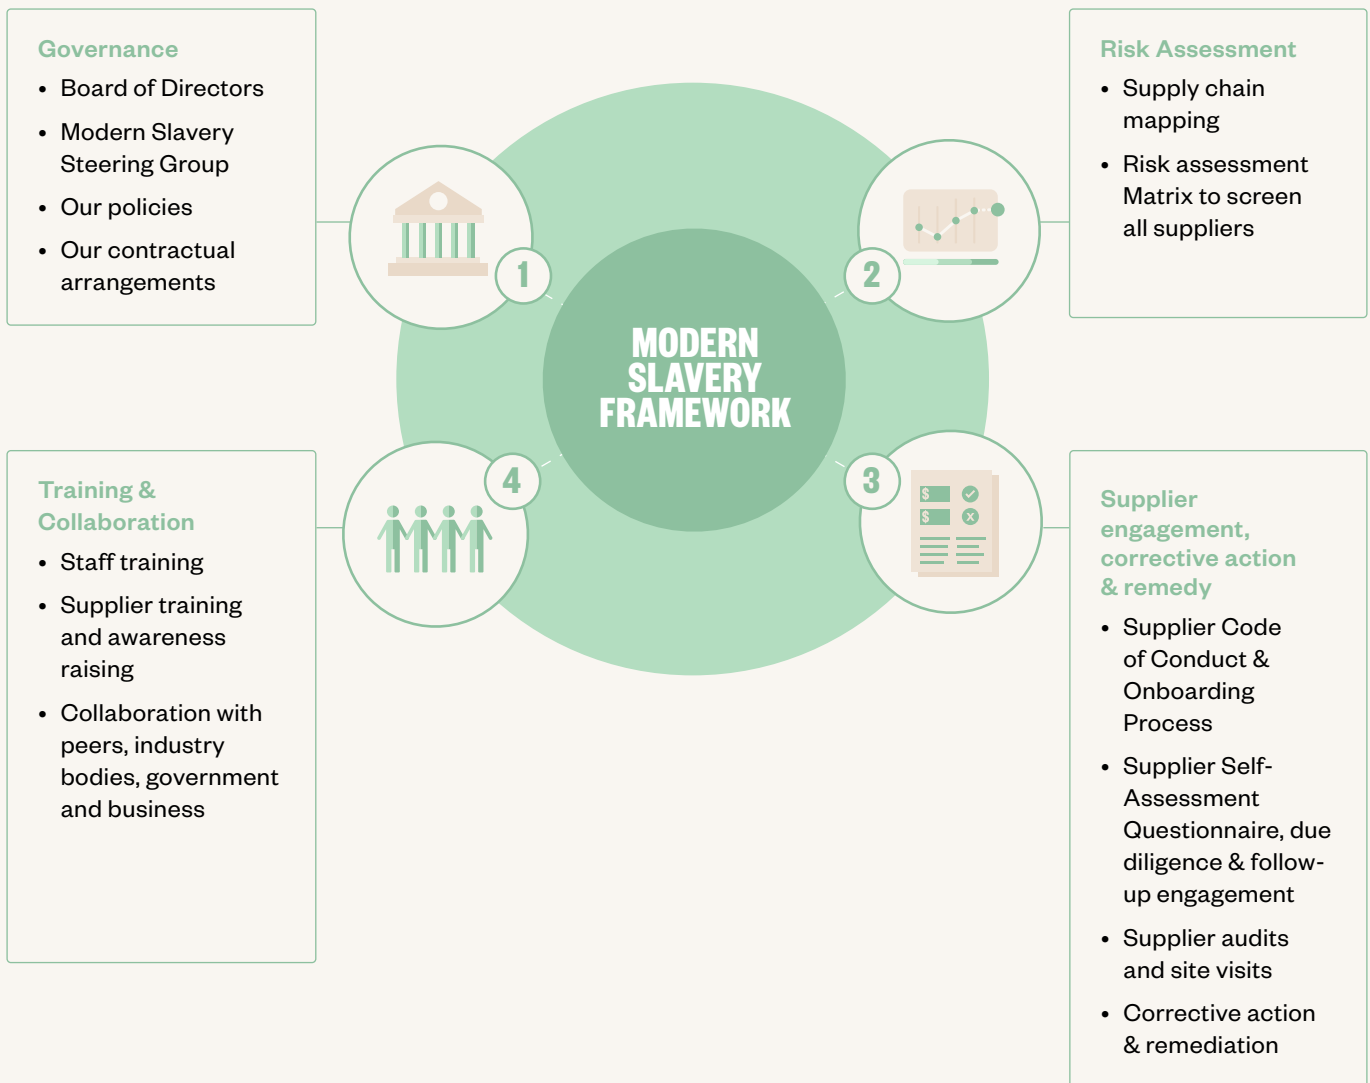 Governance
• Board of Directors
• Modern Slavery
Steering Group
• Our policies
• Our contractual
arrangements
1
Risk Assessment
• Supply chain
mapping
• Risk assessment
Matrix to screen
all suppliers
2
MODERN
SLAVERY
FRAMEWORK
3
$
$ x
Supplier
engagement,
corrective action
& remedy
• Supplier Code
of Conduct &
Onboarding
Process
• Supplier Self-
Assessment
Questionnaire, due
diligence & follow-
up engagement
• Supplier audits
and site visits
• Corrective action
& remediation
4
Training &
Collaboration
• Staff training
• Supplier training
and awareness
raising
• Collaboration with
peers, industry
bodies, government
and business